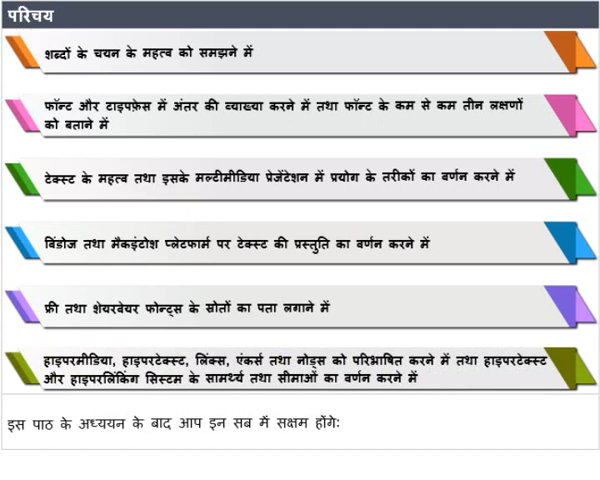 परिचय
शब्दों के चयन के महत्व को समझने में
फॉन्ट और टाइपफ़ेस में अंतर की व्याख्या करने में तथा फॉन्ट के कम से कम तीन लक्षणों
को बताने में
टेक्स्ट के महत्व तथा इसके मल्टीमीडिया प्रेजेंटेशन में प्रयोग के तरीकों का वर्णन करने में
विंडोज तथा मैकइंटोश प्लेटफार्म पर टेक्स्ट की प्रस्तुति का वर्णन करने में
फ्री तथा शेयरवेयर फोन्ट्स के स्रोतों का पता लगाने में
हाइपरमीडिया, हाइपरटेक्स्ट, लिंक्स, एंकर्स तथा नोड्स को परिभाषित करने में तथा हाइपरटेक्स्ट
और हाइपरलिंकिंग सिस्टम के सामर्थ्य तथा सीमाओं का वर्णन करने में
इस पाठ के अध्ययन के बाद आप इन सब में सक्षम होंगे: